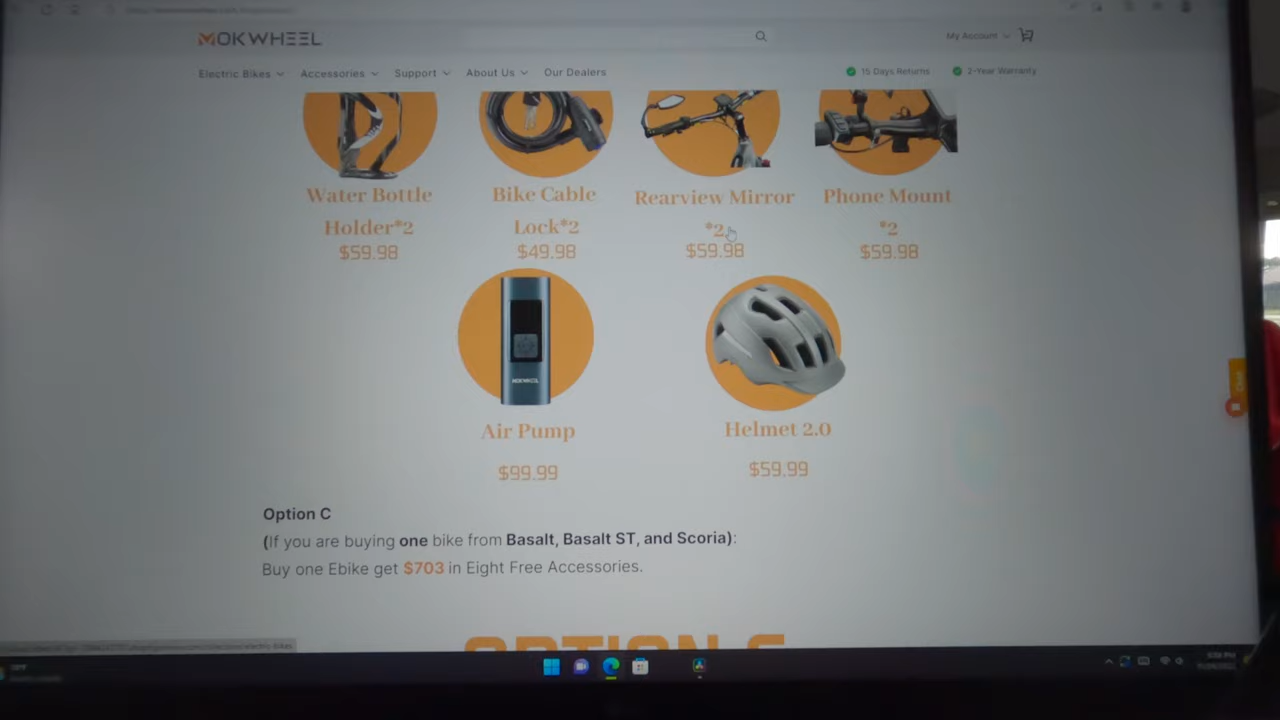 MOKWHEEL
My Account
Electric Bikes Accessories Support About Us Our Dealers
15 Days Returns 2-Year Warranty
Water Bottle
Holder*2
$59.98
Bike Cable
Lock*2
$49.98
Rearview Mirror
*2
$59.98
Phone Mount
*2
$59.98
MOKWHEEL
Air Pump
$99.99
Helmet 2.0
$59.99
Option C
(If you are buying one bike from Basalt, Basalt ST, and Scoria):
Buy one Ebike get $703 in Eight Free Accessories.
OPTION C